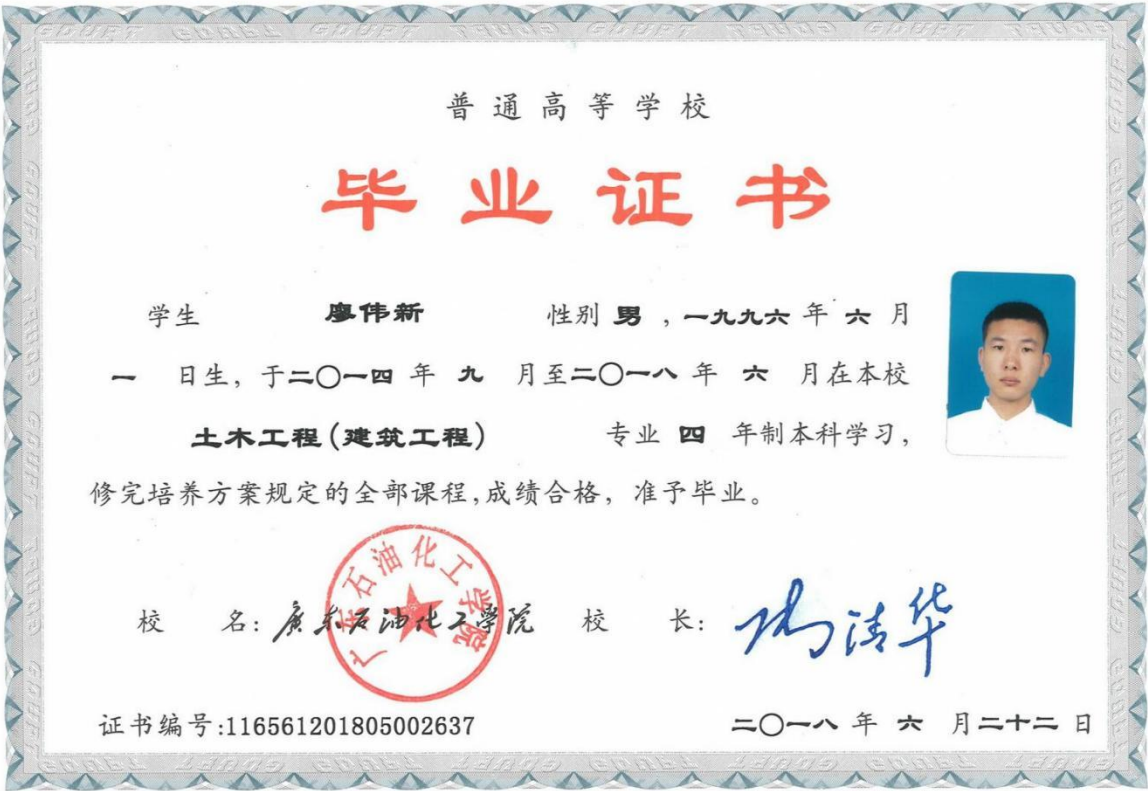 普通高等学校
毕业证书
学生 廖伟新 性别 男 ，一九九六 年 六 月
一 日生，于二〇一四 年 九 月至二〇一八 年 六 月在本校
土木工程(建筑工程) 专业 四 年制本科学习，
修完培养方案规定的全部课程,成绩合格，准予毕业。
广东石油化工学院
校 名: 广东石油化工学院 校 长:
清华
证书编号:116561201805002637
二〇一八 年 六 月二十二 日